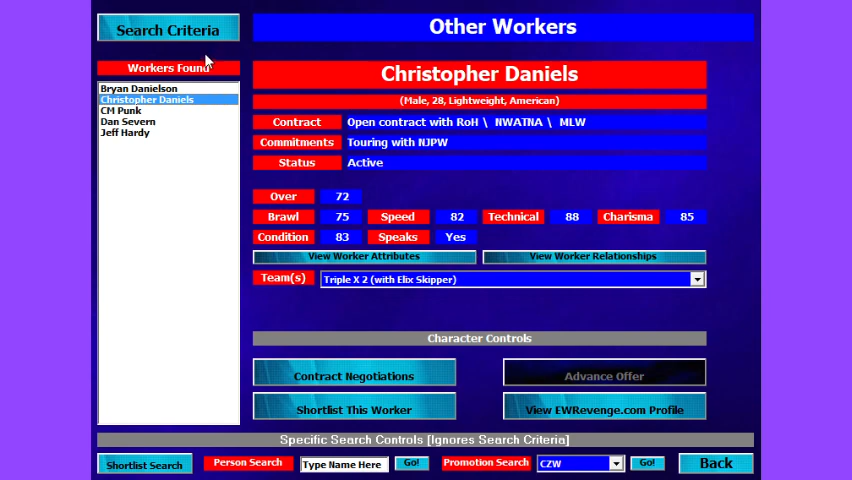 Search Criteria
Other Workers
Workers Found
Bryan Danielson
Christopher Daniels
CM Punk
Dan Severn
Jeff Hardy
Christopher Daniels
(Male, 28, Lightweight, American)
Contract Open contract with RoH \ NWATNA \ MLW
Commitments Touring with NJPW
Status Active
Over 72
Brawl 75 Speed 82 Technical 88 Charisma 85
Condition 83 Speaks Yes
View Worker Attributes View Worker Relationships
Team(s) Triple X 2 (with Elix Skipper)
Character Controls
Contract Negotiations Advance Offer
Shortlist This Worker View EWRevenge.com Profile
Specific Search Controls [Ignores Search Criteria]
Shortlist Search Person Search Type Name Here Go! Promotion Search CZW Go! Back